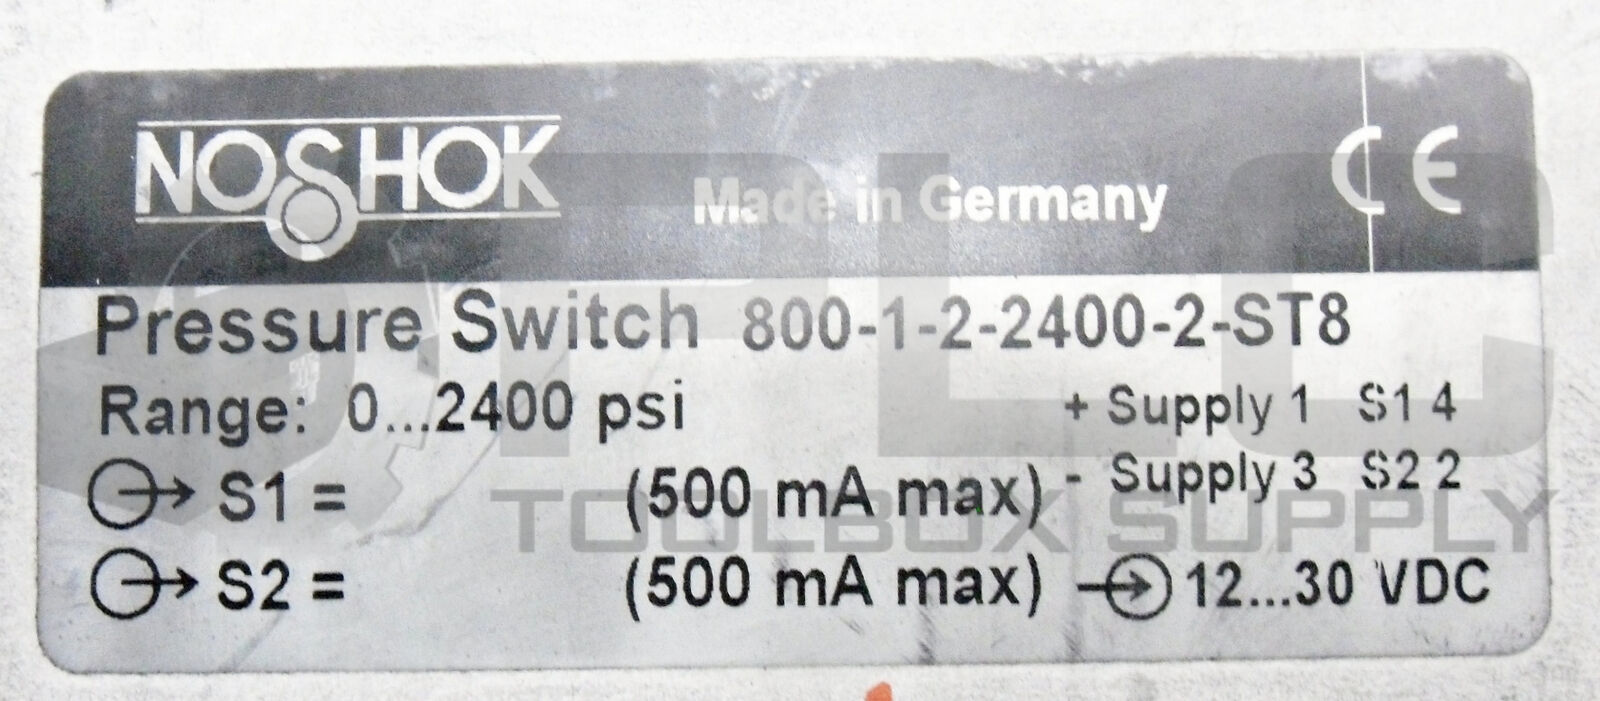 NOSHOK Made in Germany CE
Pressure Switch 800-1-2-2400-2-ST8
Range: 0...2400 psi + Supply 1 S1 4
- Supply 3 S2 2
S1 = (500 mA max)
S2 = (500 mA max) 12...30 VDC
PLC
TOOLBOX SUPPLY